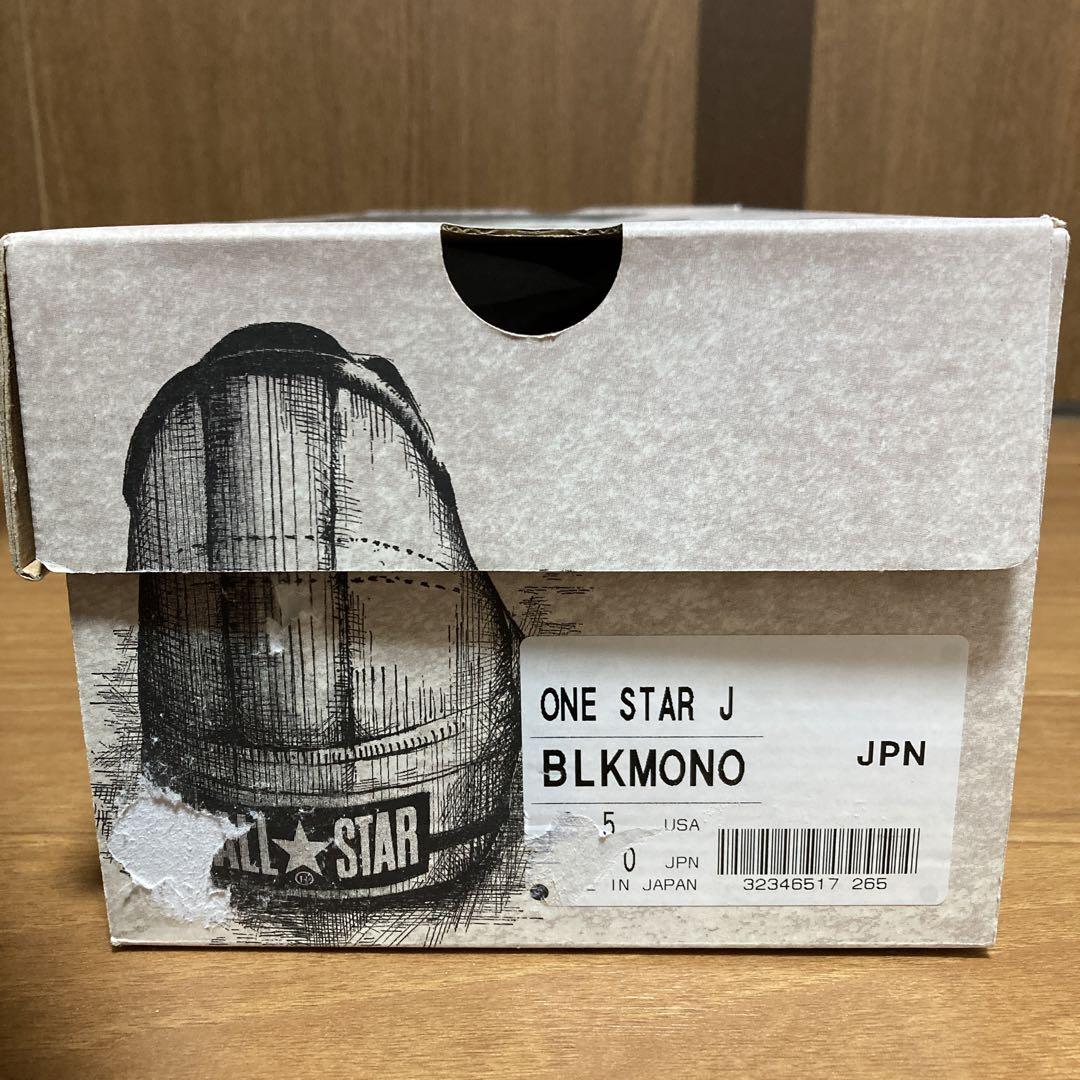 ONE STAR J
BLKMONO
JPN
5 USA
0 JPN
IN JAPAN
32346517 265
ALL★STAR
®